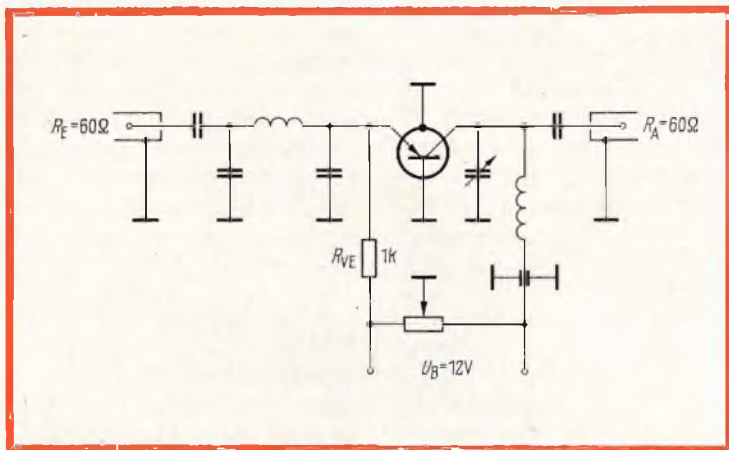 R_E=60Ω
R_A=60Ω
R_VE 1k
U_B=12V